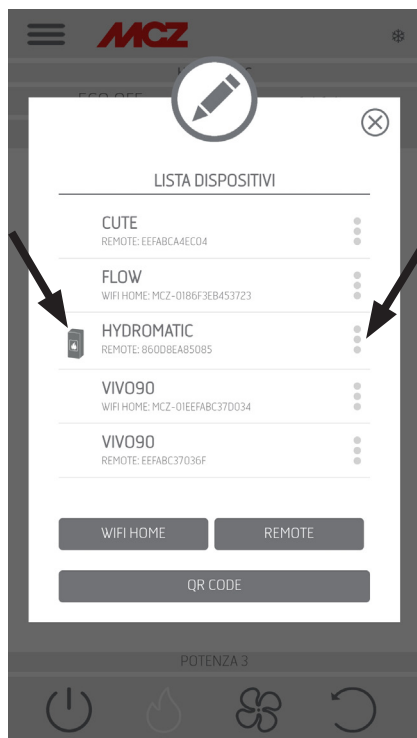 MCZ
LISTA DISPOSITIVI
CUTE
REMOTE: EEFABCA4EC04
FLOW
WIFI HOME: MCZ-0186F3EB453723
HYDROMATIC
REMOTE: 860D8EA85085
VIVO90
WIFI HOME: MCZ-01EEFABC37D034
VIVO90
REMOTE: EEFABC37036F
WIFI HOME REMOTE
QR CODE
POTENZA 3